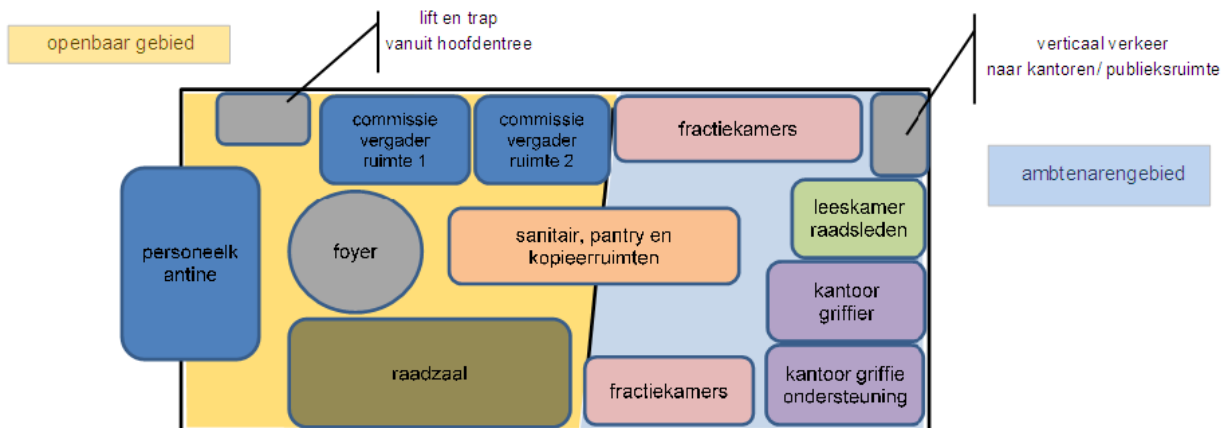 lift en trap
vanuit hoofdentree
openbaar gebied
verticaal verkeer
naar kantoren/ publieksruimte
commissie
vergader
ruimte 1
commissie
vergader
ruimte 2
fractiekamers
ambtenarengebied
personeelk
antine
foyer
sanitair, pantry en
kopieerruimten
leeskamer
raadsleden
kantoor
griffier
raadzaal
fractiekamers
kantoor griffie
ondersteuning